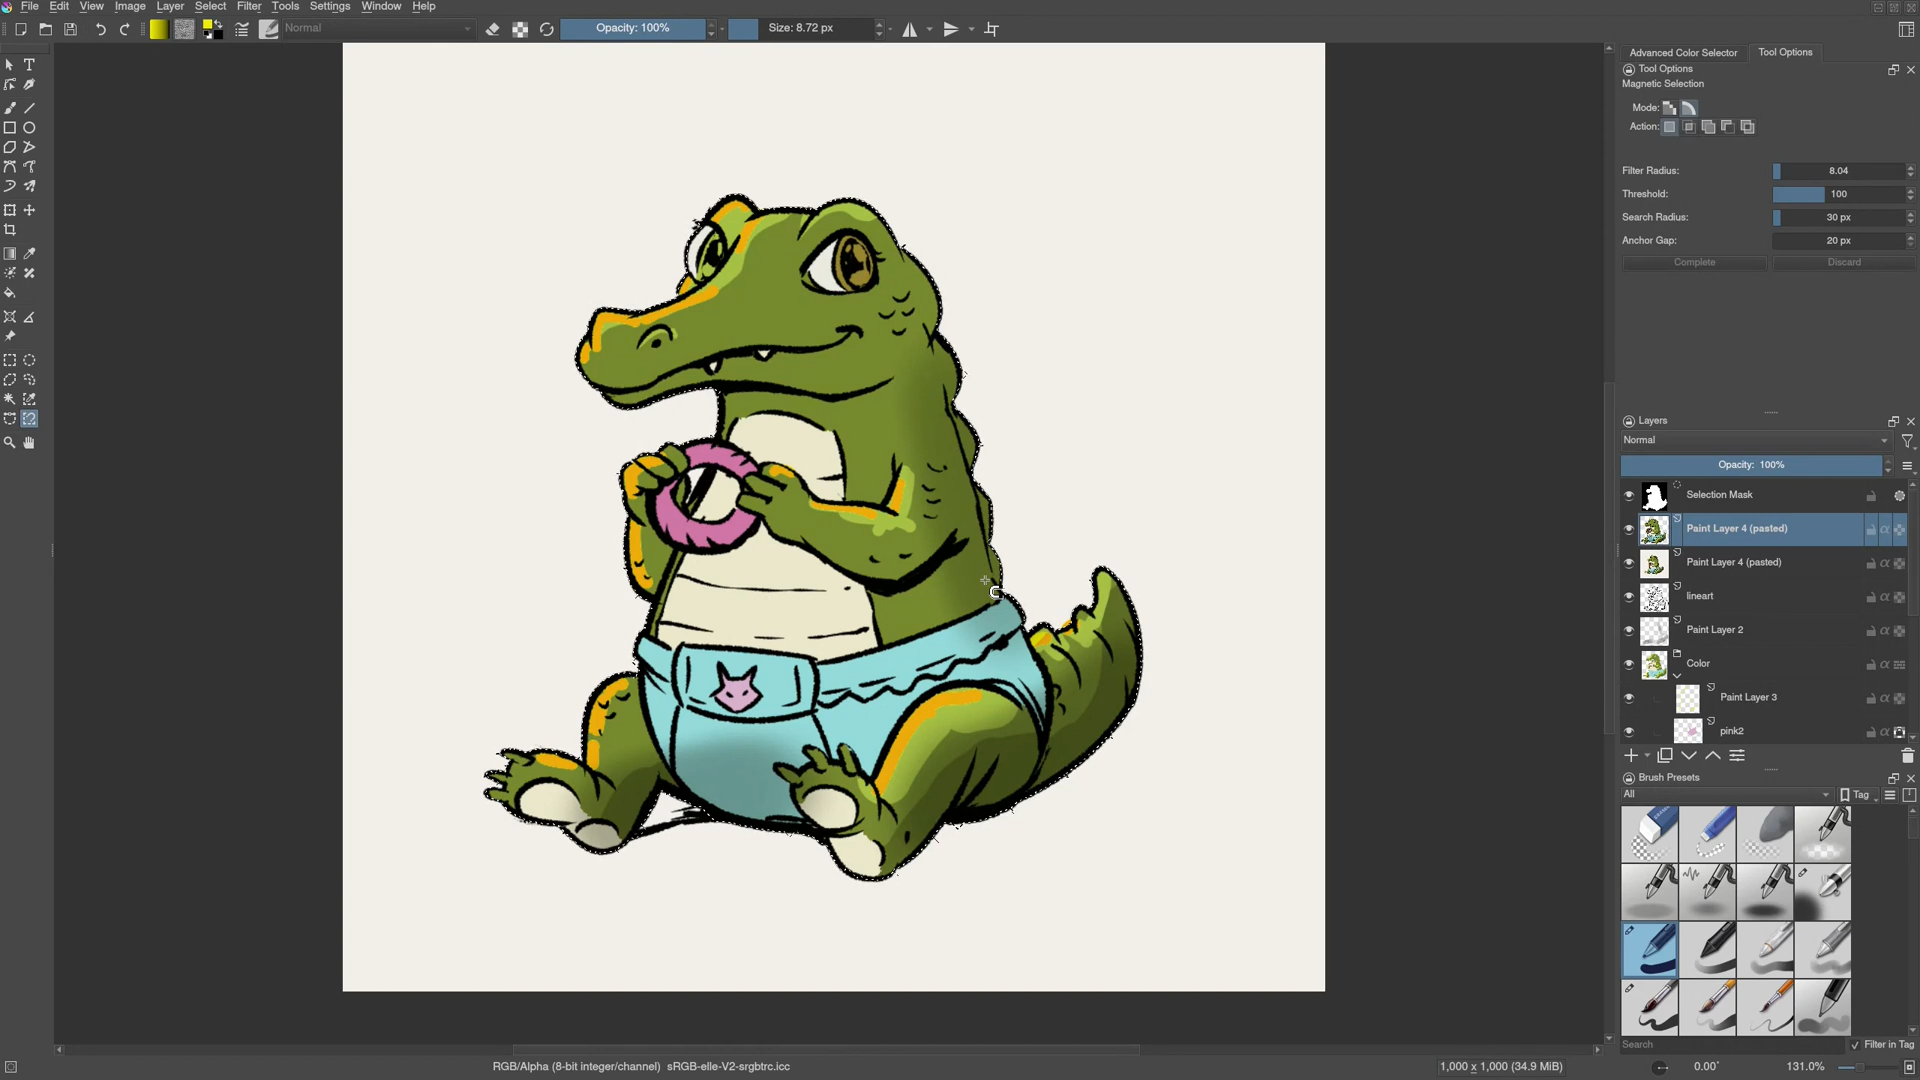 File Edit View Image Layer Select Filter Tools Settings Window Help
Normal
Opacity: 100%
Size: 8.72 px
Advanced Color Selector
Tool Options
Tool Options
Magnetic Selection
Mode:
Action:
Filter Radius: 8.04
Threshold: 100
Search Radius: 30 px
Anchor Gap: 20 px
Complete Discard
Layers
Normal
Opacity: 100%
Selection Mask
Paint Layer 4 (pasted)
Paint Layer 4 (pasted)
lineart
Paint Layer 2
Color
Paint Layer 3
pink2
Brush Presets
All
Tag
Search
Filter in Tag
RGB/Alpha (8-bit integer/channel) sRGB-elle-V2-srgbtrc.icc
1,000 x 1,000 (34.9 MiB)
0.00°
131.0%